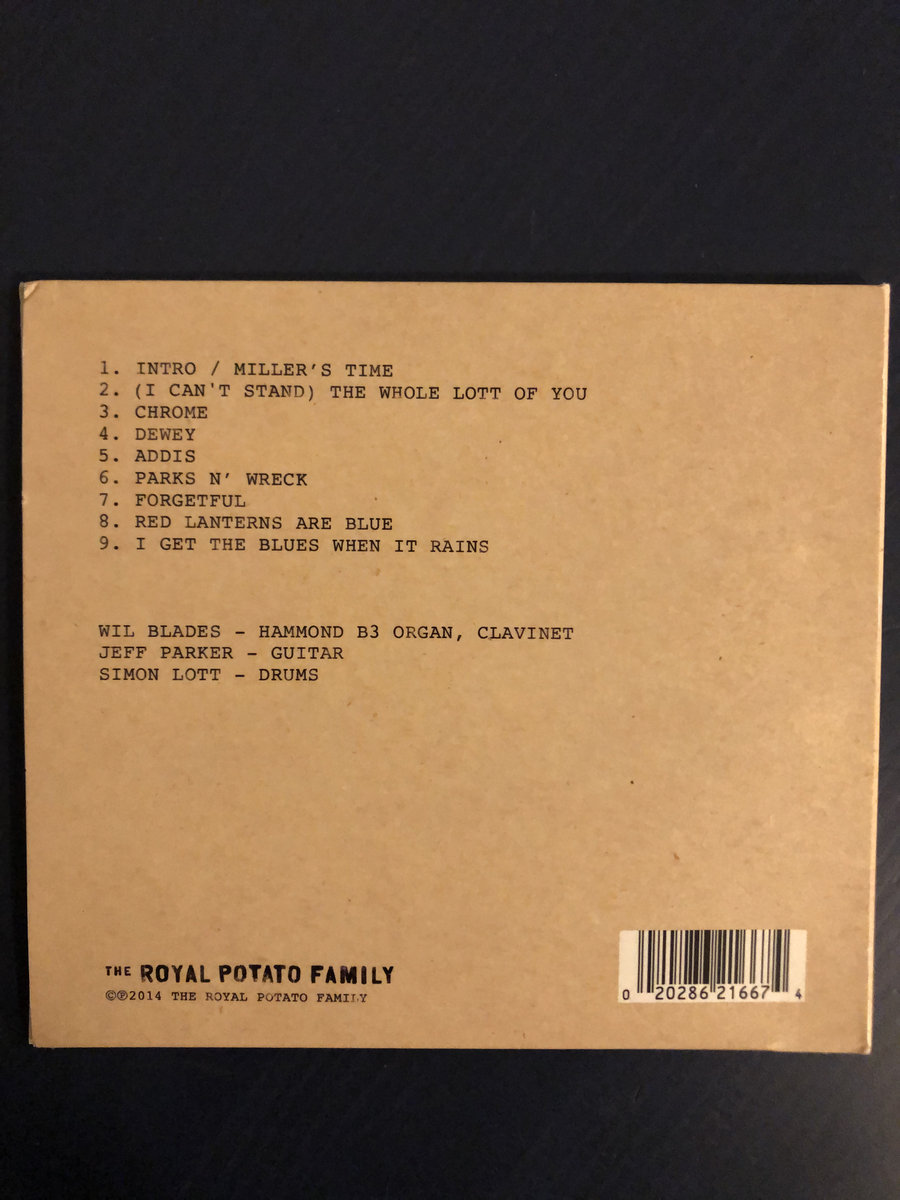 1. INTRO / MILLER'S TIME
2. (I CAN'T STAND) THE WHOLE LOTT OF YOU
3. CHROME
4. DEWEY
5. ADDIS
6. PARKS N' WRECK
7. FORGETFUL
8. RED LANTERNS ARE BLUE
9. I GET THE BLUES WHEN IT RAINS
WIL BLADES – HAMMOND B3 ORGAN, CLAVINET
JEFF PARKER – GUITAR
SIMON LOTT – DRUMS
THE ROYAL POTATO FAMILY
©℗2014 THE ROYAL POTATO FAMILY
0 20286 21667 4